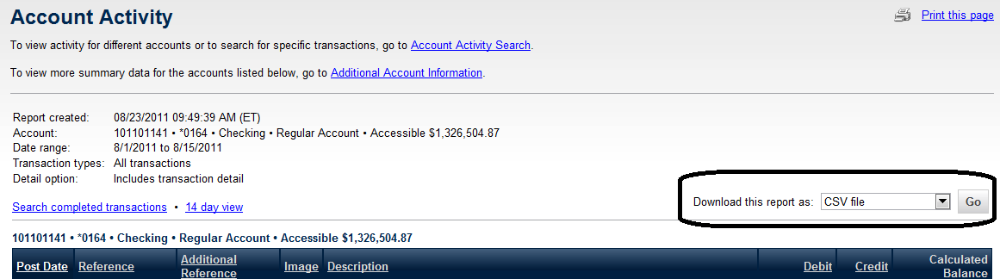 Account Activity
Print this page
To view activity for different accounts or to search for specific transactions, go to Account Activity Search.
To view more summary data for the accounts listed below, go to Additional Account Information.
Report created: 08/23/2011 09:49:39 AM (ET)
Account: 101101141 • *0164 • Checking • Regular Account • Accessible $1,326,504.87
Date range: 8/1/2011 to 8/15/2011
Transaction types: All transactions
Detail option: Includes transaction detail
Download this report as: CSV file Go
Search completed transactions • 14 day view
101101141 • *0164 • Checking • Regular Account • Accessible $1,326,504.87
Post Date Reference Additional Reference Image Description Debit Credit Calculated Balance